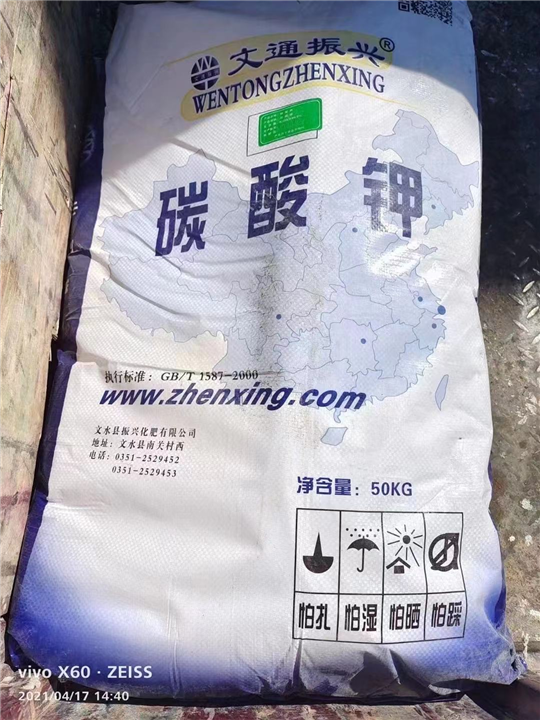 文通振兴®
WENTONGZHENXING
碳酸钾
执行标准：GB/T 1587-2000
www.zhenxing.com
文水县振兴化肥有限公司
地址：文水县南关村西
电话：0351-2529452
0351-2529453
净含量：50KG
怕扎 怕湿 怕晒 怕踩
vivo X60 · ZEISS
2021/04/17 14:40